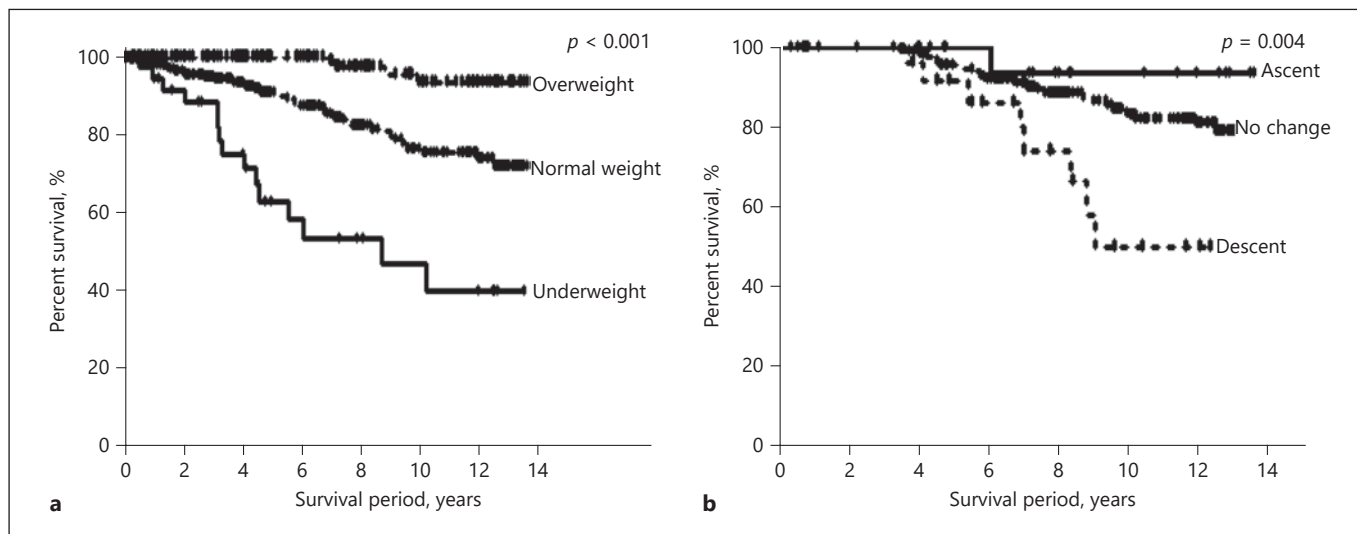 p < 0.001
100
80
60
40
20
0
Percent survival, %
Overweight
Normal weight
Underweight
0 2 4 6 8 10 12 14
Survival period, years
a
p = 0.004
100
80
60
40
20
0
Percent survival, %
Ascent
No change
Descent
0 2 4 6 8 10 12 14
Survival period, years
b